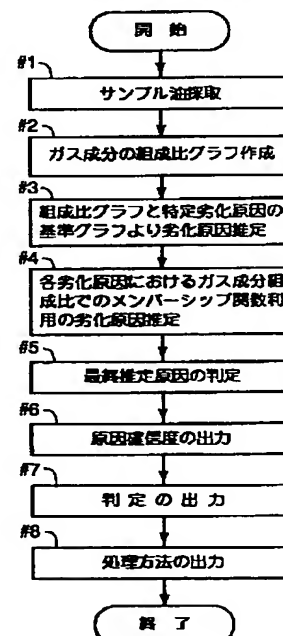 開始
#1
サンプル油採取
#2
ガス成分の組成比グラフ作成
#3
組成比グラフと特定劣化原因の
基準グラフより劣化原因推定
#4
各劣化原因におけるガス成分組
成比でのメンバーシップ関数利
用の劣化原因推定
#5
最終推定原因の判定
#6
原因確信度の出力
#7
判定の出力
#8
処理方法の出力
終了